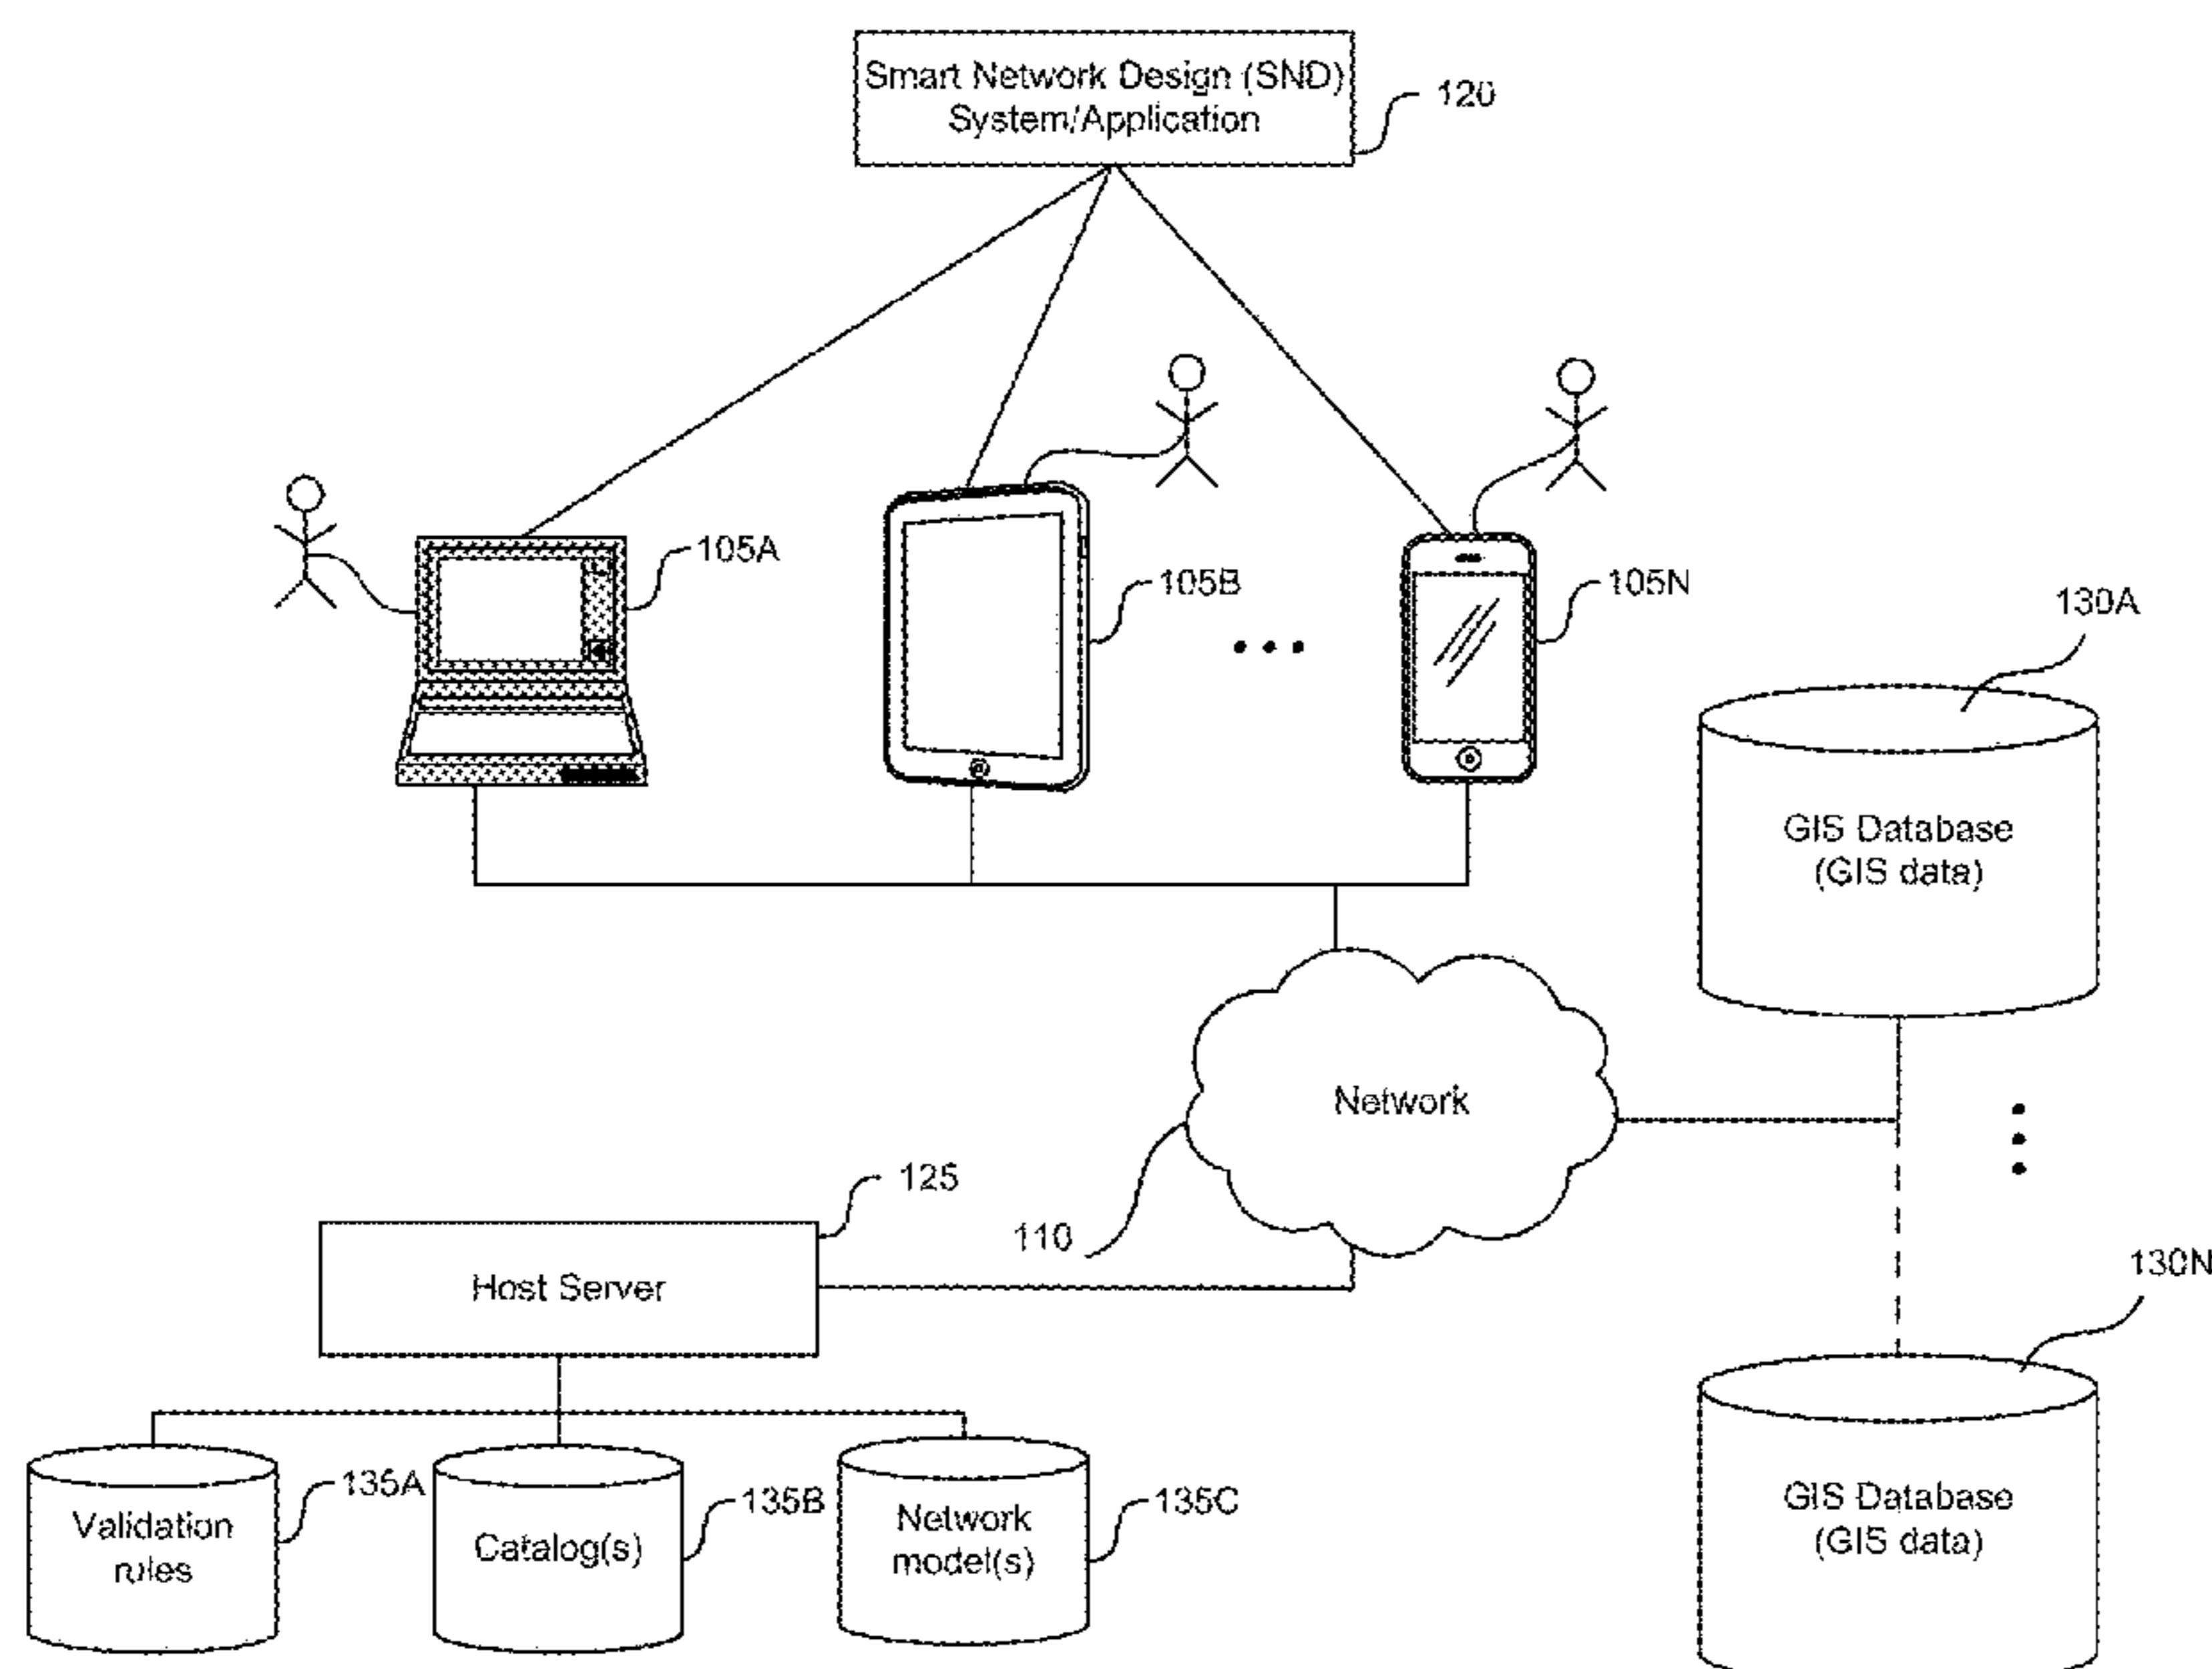 Smart Network Design (SND)
System/Application
120
105A
105B
105N
130A
GIS Database
(GIS data)
Network
110
125
Host Server
130N
GIS Database
(GIS data)
Validation
rules
135A
Catalog(s)
135B
Network
model(s)
135C